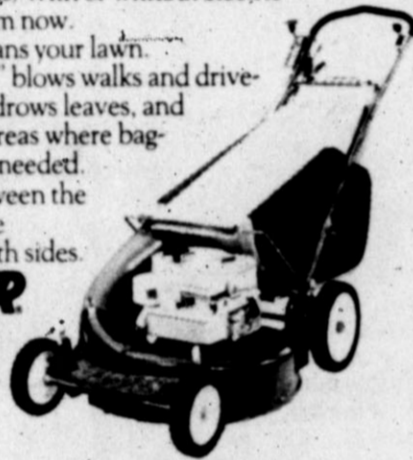 m now.
ans your lawn.
" blows walks and drive-
drows leaves, and
reas where bag-
needed.
ween the
e
th sides.
R